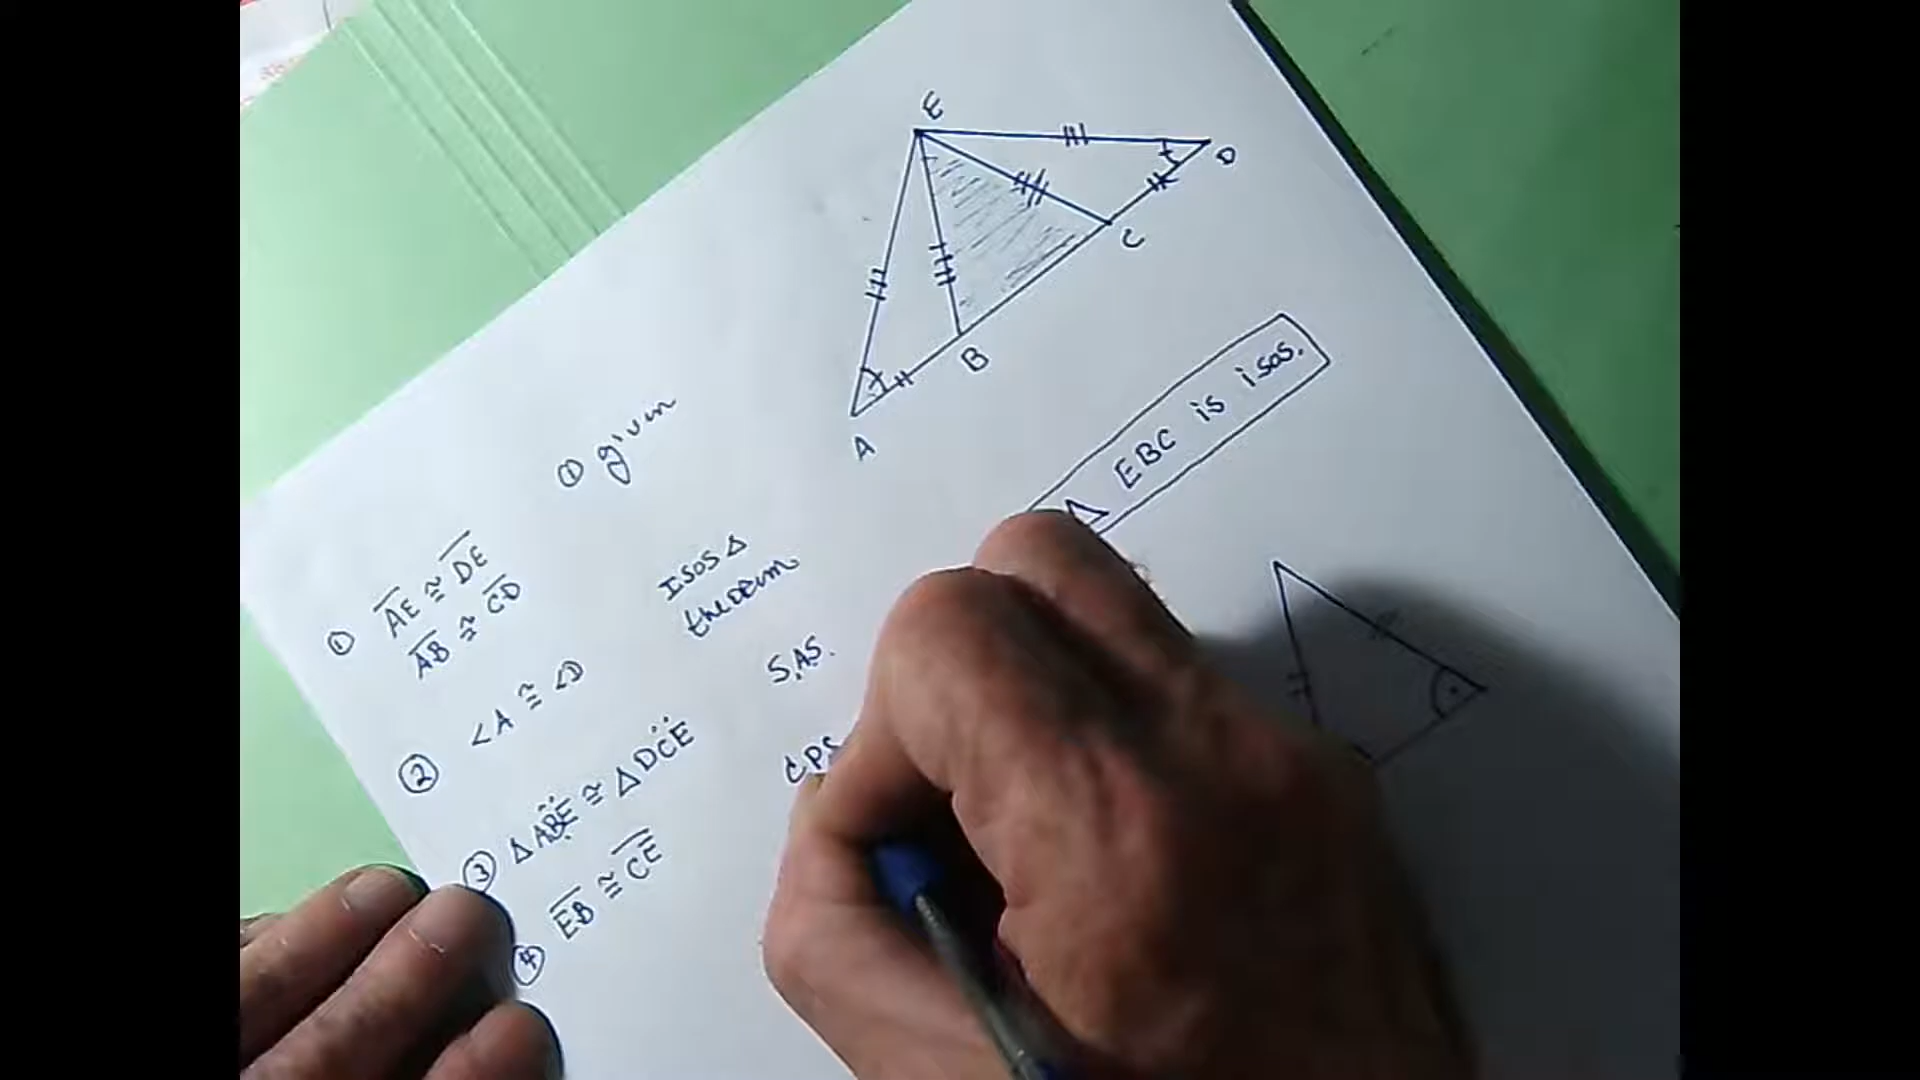 E
D
C
B
A
△ EBC is isos.
① given
① AE ≅ DE
AB ≅ CD
Isos △
theorem
② ∠A ≅ ∠D
S.A.S.
③ △ABE ≅ △DCE
④ EB ≅ CE